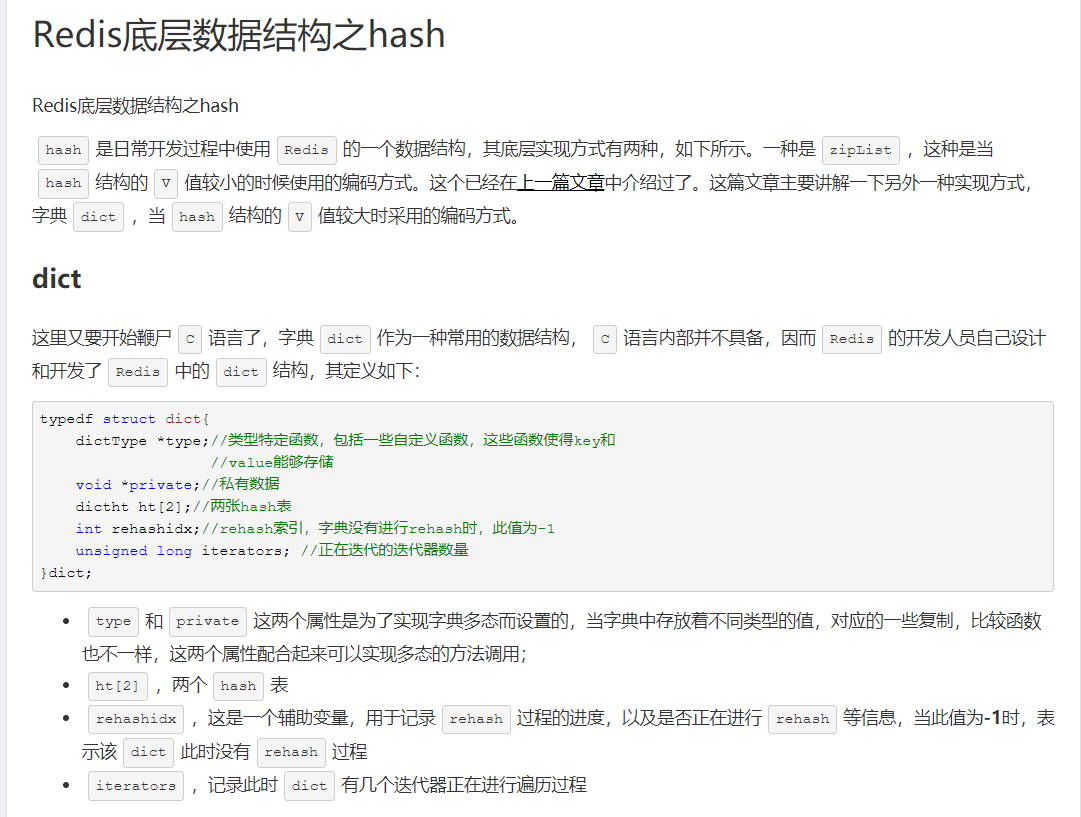 Redis底层数据结构之hash
Redis底层数据结构之hash
hash 是日常开发过程中使用 Redis 的一个数据结构，其底层实现方式有两种，如下所示。一种是 zipList ，这种是当
hash 结构的 V 值较小的时候使用的编码方式。这个已经在上一篇文章中介绍过了。这篇文章主要讲解一下另外一种实现方式，
字典 dict ，当 hash 结构的 V 值较大时采用的编码方式。
dict
这里又要开始鞭尸 C 语言了，字典 dict 作为一种常用的数据结构， C 语言内部并不具备，因而 Redis 的开发人员自己设计
和开发了 Redis 中的 dict 结构，其定义如下：
typedf struct dict{
dictType *type;//类型特定函数，包括一些自定义函数，这些函数使得key和
//value能够存储
void *private;//私有数据
dictht ht[2];//两张hash表
int rehashidx;//rehash索引，字典没有进行rehash时，此值为-1
unsigned long iterators; //正在迭代的迭代器数量
}dict;
• type 和 private 这两个属性是为了实现字典多态而设置的，当字典中存放着不同类型的值，对应的一些复制，比较函数
也不一样，这两个属性配合起来可以实现多态的方法调用；
• ht[2] ，两个 hash 表
• rehashidx ，这是一个辅助变量，用于记录 rehash 过程的进度，以及是否正在进行 rehash 等信息，当此值为-1时，表
示该 dict 此时没有 rehash 过程
• iterators ，记录此时 dict 有几个迭代器正在进行遍历过程